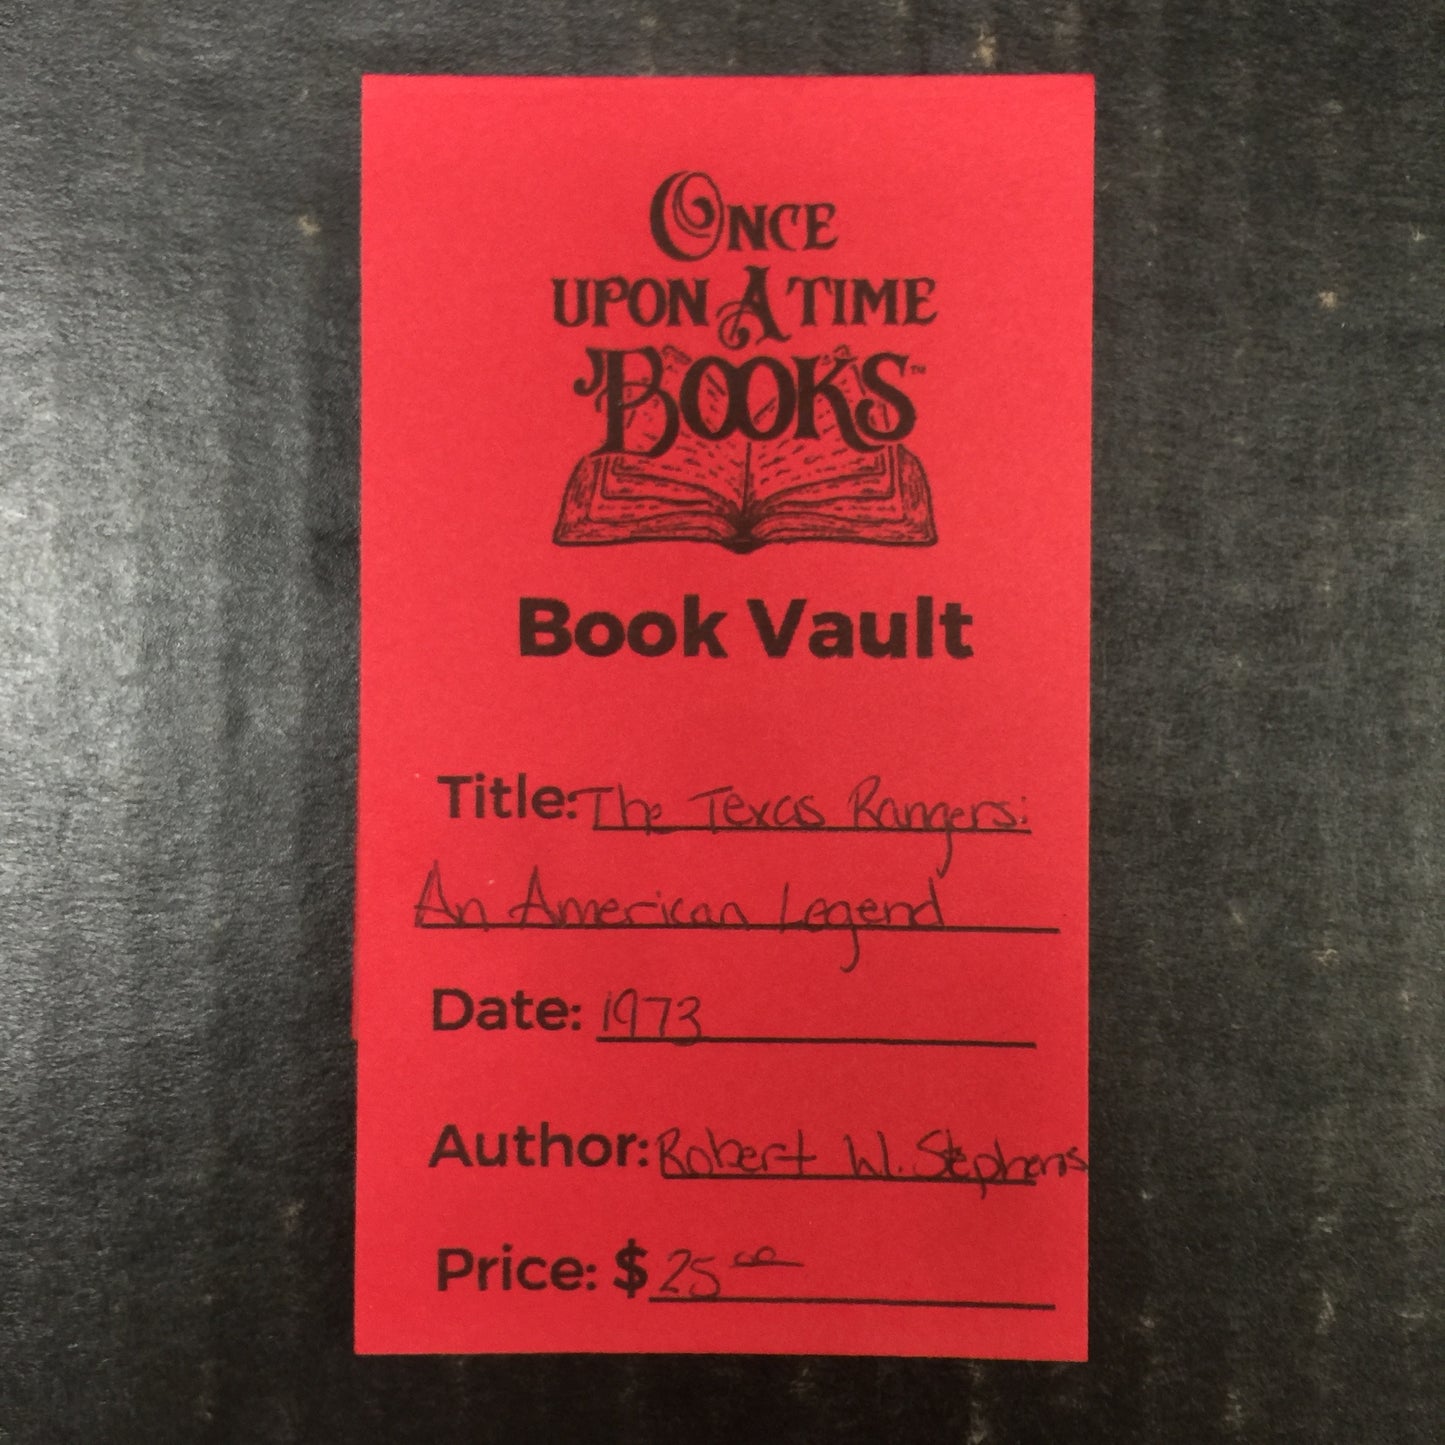 ONCE
UPON A TIME
BOOKS™
Book Vault
Title: The Texas Rangers:
An American Legend
Date: 1973
Author: Robert W. Stephens
Price: $ 25 00